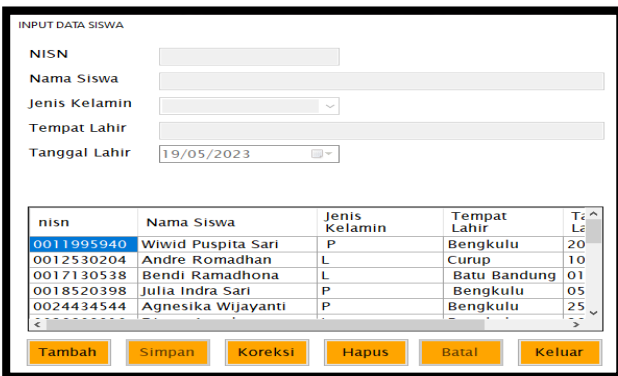 INPUT DATA SISWA
NISN
Nama Siswa
Jenis Kelamin
Tempat Lahir
Tanggal Lahir 19/05/2023
nisn Nama Siswa Jenis Kelamin Tempat Lahir
0011995940 Wiwid Puspita Sari P Bengkulu 20
0012530204 Andre Romadhan L Curup 10
0017130538 Bendi Ramadhona L Batu Bandung 01
0018520398 Julia Indra Sari P Bengkulu 05
0024434544 Agnesika Wijayanti P Bengkulu 25
Tambah Simpan Koreksi Hapus Batal Keluar